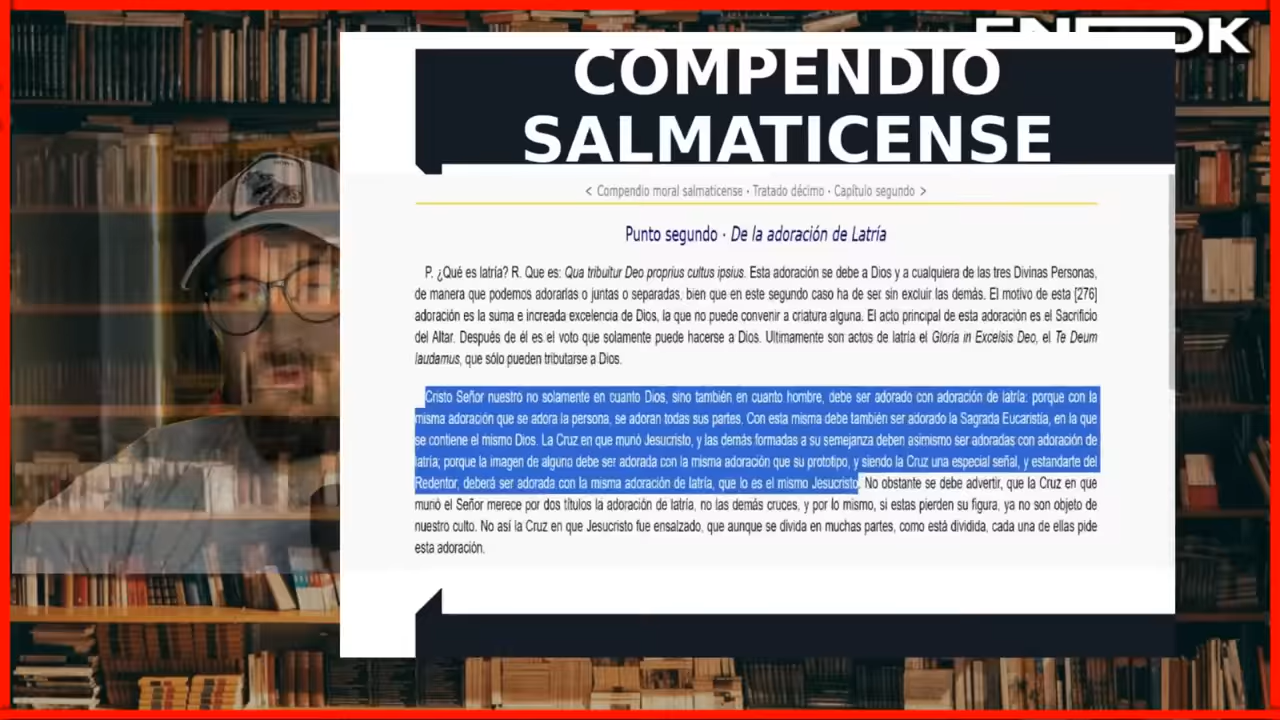 COMPENDIO
SALMATICENSE
< Compendio moral salmaticense · Tratado décimo · Capítulo segundo >
Punto segundo · De la adoración de Latría
P. ¿Qué es latría? R. Que es: Qua tribuitur Deo proprius cultus ipsius. Esta adoración se debe a Dios y a cualquiera de las tres Divinas Personas,
de manera que podemos adorarlas o juntas o separadas; bien que en este segundo caso ha de ser sin excluir las demás. El motivo de esta [276]
adoración es la suma e increada excelencia de Dios, la que no puede convenir a criatura alguna. El acto principal de esta adoración es el Sacrificio
del Altar. Después de él es el voto que solamente puede hacerse a Dios. Ultimamente son actos de latría el Gloria in Excelsis Deo, el Te Deum
laudamus, que sólo pueden tributarse a Dios.
Cristo Señor nuestro no solamente en cuanto Dios, sino también en cuanto hombre, debe ser adorado con adoración de latría; porque con la
misma adoración que se adora la persona, se adoran todas sus partes. Con esta misma debe también ser adorado la Sagrada Eucaristía, en la que
se contiene el mismo Dios. La Cruz en que murió Jesucristo, y las demás formadas a su semejanza deben asimismo ser adoradas con adoración de
latría; porque la imagen de alguno debe ser adorada con la misma adoración que su prototipo, y siendo la Cruz una especial señal, y estandarte del
Redentor, deberá ser adorada con la misma adoración de latría, que lo es el mismo Jesucristo. No obstante se debe advertir, que la Cruz en que
murió el Señor merece por dos títulos la adoración de latría, no las demás cruces, y por lo mismo, si estas pierden su figura, ya no son objeto de
nuestro culto. No así la Cruz en que Jesucristo fue ensalzado, que aunque se divida en muchas partes, como está dividida, cada una de ellas pide
esta adoración.